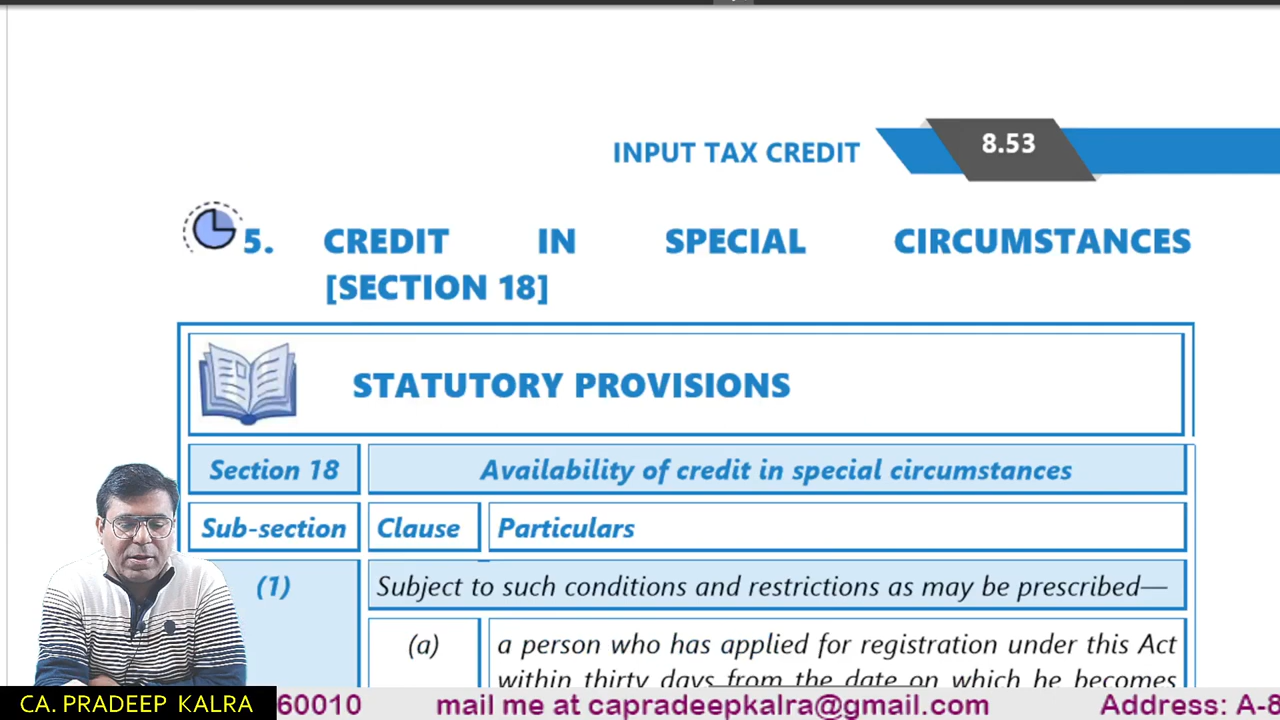 INPUT TAX CREDIT 8.53
5. CREDIT IN SPECIAL CIRCUMSTANCES
[SECTION 18]
STATUTORY PROVISIONS
Section 18 Availability of credit in special circumstances
Sub-section Clause Particulars
(1) Subject to such conditions and restrictions as may be prescribed—
(a) a person who has applied for registration under this Act
within thirty days from the date on which he becomes
CA. PRADEEP KALRA 60010 mail me at capradeepkalra@gmail.com Address: A-8